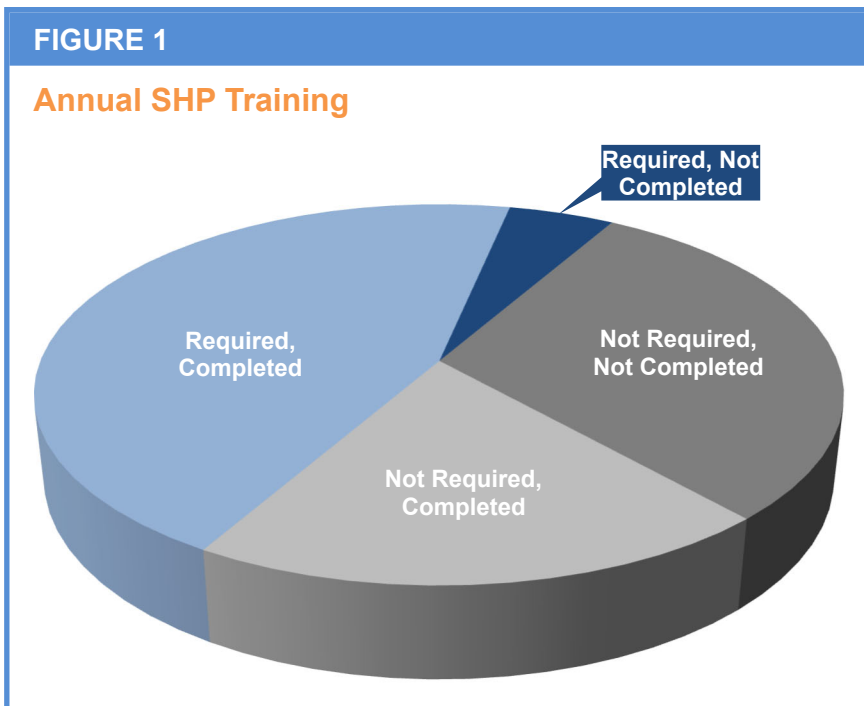 FIGURE 1
Annual SHP Training
Required, Not
Completed
Required,
Completed
Not Required,
Not Completed
Not Required,
Completed